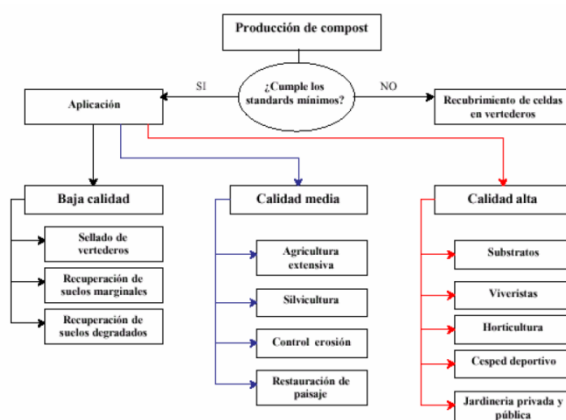 Producción de compost
SI
¿Cumple los
standards mínimos?
NO
Aplicación
Recubrimiento de celdas
en vertederos
Baja calidad
Calidad media
Calidad alta
Sellado de
vertederos
Recuperación de
suelos marginales
Recuperación de
suelos degradados
Agricultura
extensiva
Silvicultura
Control erosión
Restauración de
paisaje
Substratos
Viveristas
Horticultura
Cesped deportivo
Jardineria privada y
pública